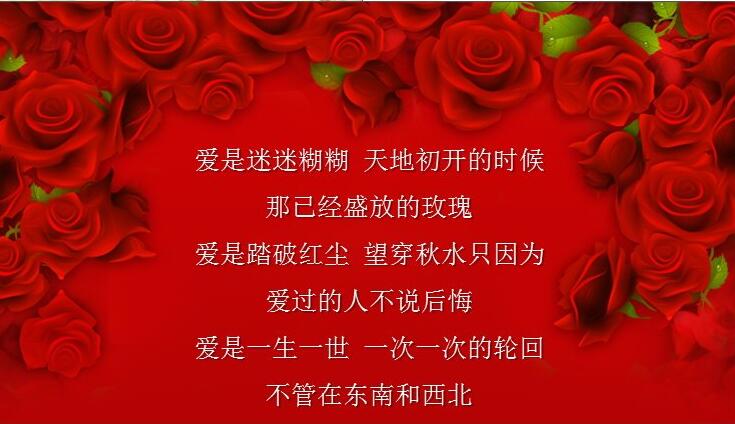 爱是迷迷糊糊 天地初开的时候
那已经盛放的玫瑰
爱是踏破红尘 望穿秋水只因为
爱过的人不说后悔
爱是一生一世 一次一次的轮回
不管在东南和西北